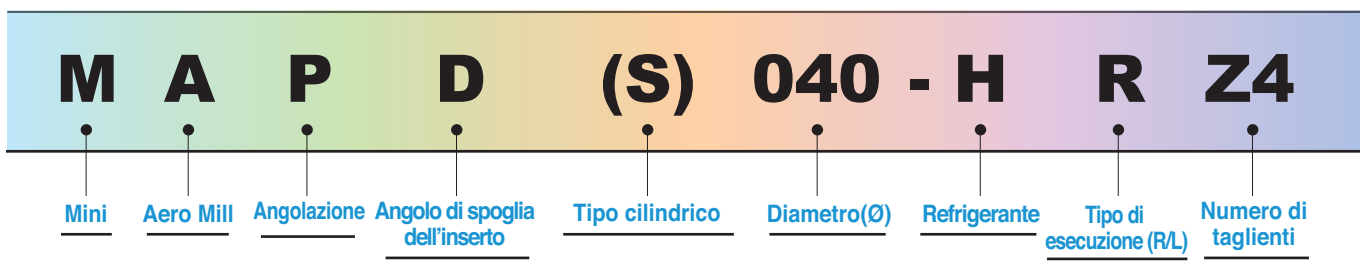 M A P D (S) 040 - H R Z4
Mini Aero Mill Angolazione Angolo di spoglia dell'inserto Tipo cilindrico Diametro(Ø) Refrigerante Tipo di esecuzione (R/L) Numero di taglienti